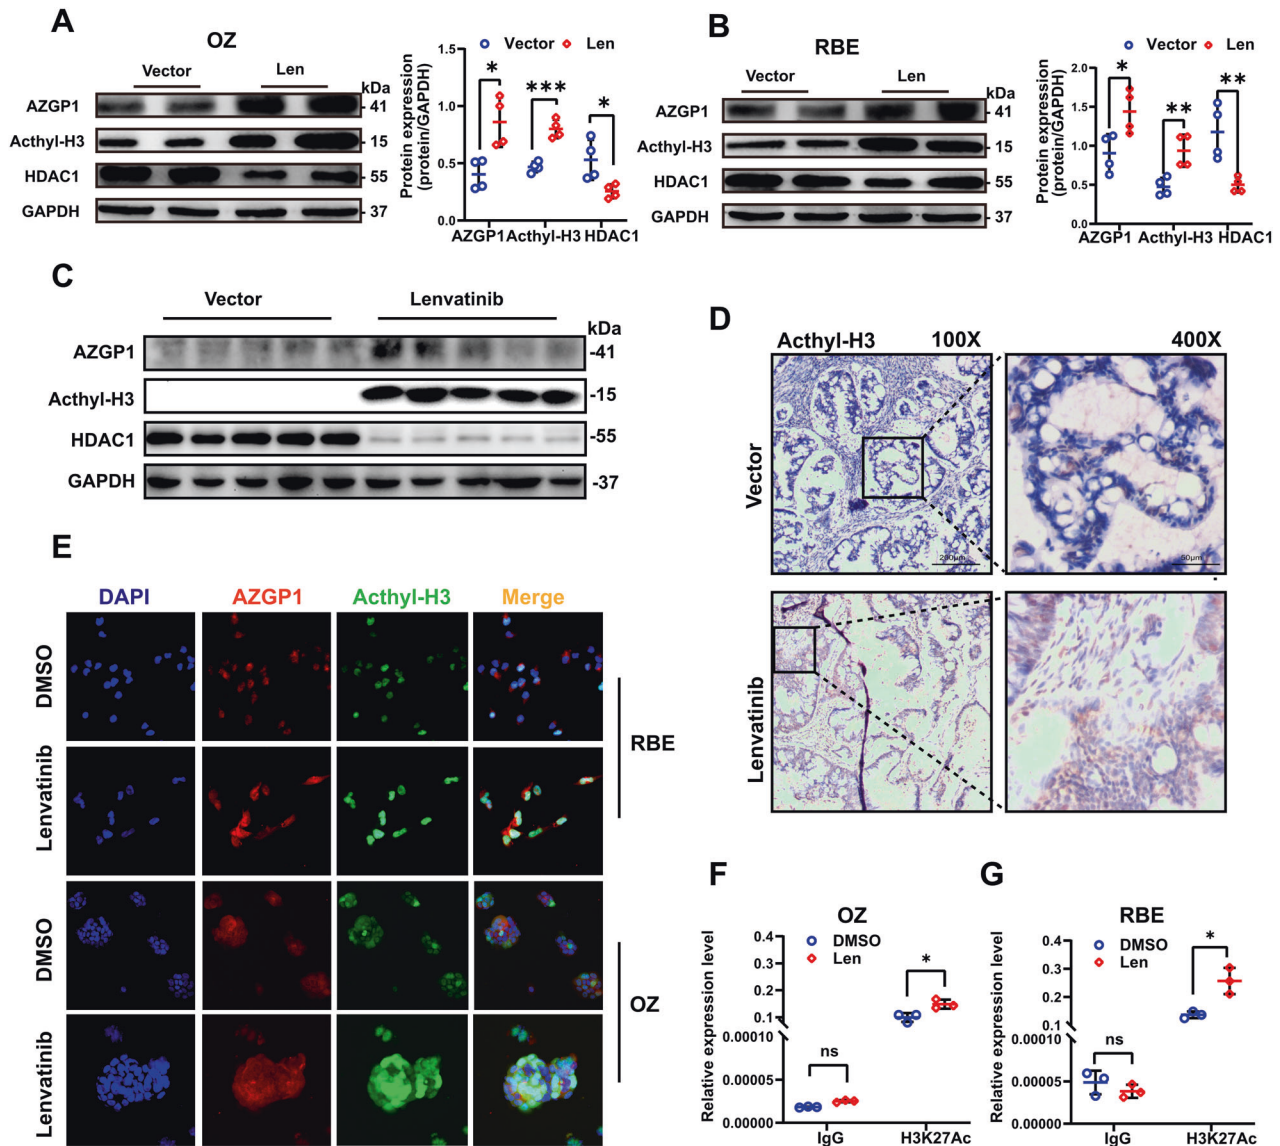 A
OZ
Vector Len
kDa
AZGP1 - 41
Acthyl-H3 - 15
HDAC1 - 55
GAPDH - 37
Vector Len
Protein expression
(protein/GAPDH)
1.5
1.0
0.5
0.0
* *** *
AZGP1 Acthyl-H3 HDAC1
B
RBE
Vector Len
kDa
AZGP1 - 41
Acthyl-H3 - 15
HDAC1 - 55
GAPDH - 37
Vector Len
Protein expression
(protein/GAPDH)
2.0
1.5
1.0
0.5
0.0
* ** **
AZGP1 Acthyl-H3 HDAC1
C
Vector Lenvatinib
kDa
AZGP1 -41
Acthyl-H3 -15
HDAC1 -55
GAPDH -37
D
Acthyl-H3 100X 400X
Vector
200μm
50μm
Lenvatinib
E
DAPI AZGP1 Acthyl-H3 Merge
DMSO
Lenvatinib
RBE
DMSO
Lenvatinib
OZ
F
OZ
DMSO
Len
Relative expression level
0.4
0.3
0.2
0.1
0.00010
0.00005
0.00000
ns *
IgG H3K27Ac
G
RBE
DMSO
Len
Relative expression level
0.4
0.3
0.2
0.1
0.00010
0.00005
0.00000
ns *
IgG H3K27Ac